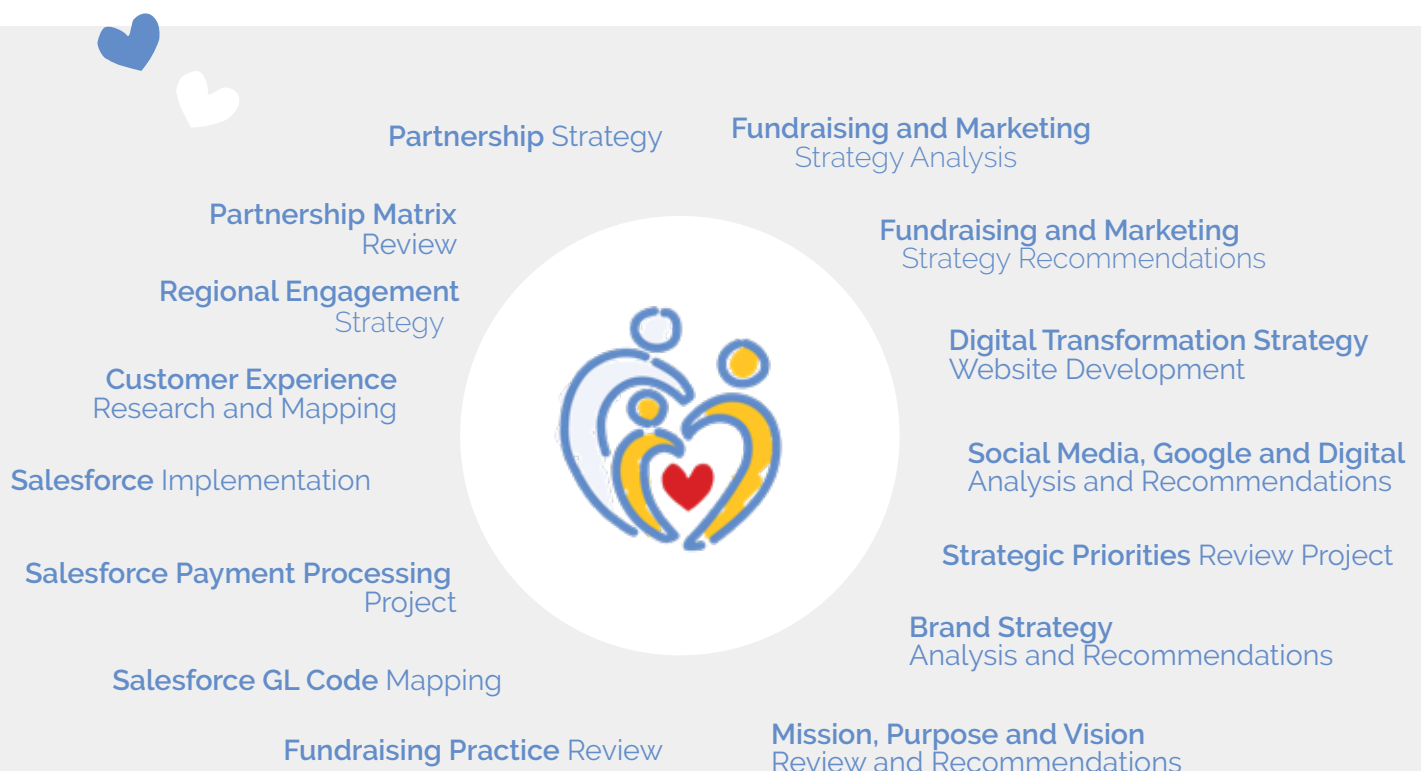 Partnership Strategy
Fundraising and Marketing
Strategy Analysis
Partnership Matrix
Review
Fundraising and Marketing
Strategy Recommendations
Regional Engagement
Strategy
Digital Transformation Strategy
Website Development
Customer Experience
Research and Mapping
Social Media, Google and Digital
Analysis and Recommendations
Salesforce Implementation
Strategic Priorities Review Project
Salesforce Payment Processing
Project
Brand Strategy
Analysis and Recommendations
Salesforce GL Code Mapping
Fundraising Practice Review
Mission, Purpose and Vision
Review and Recommendations